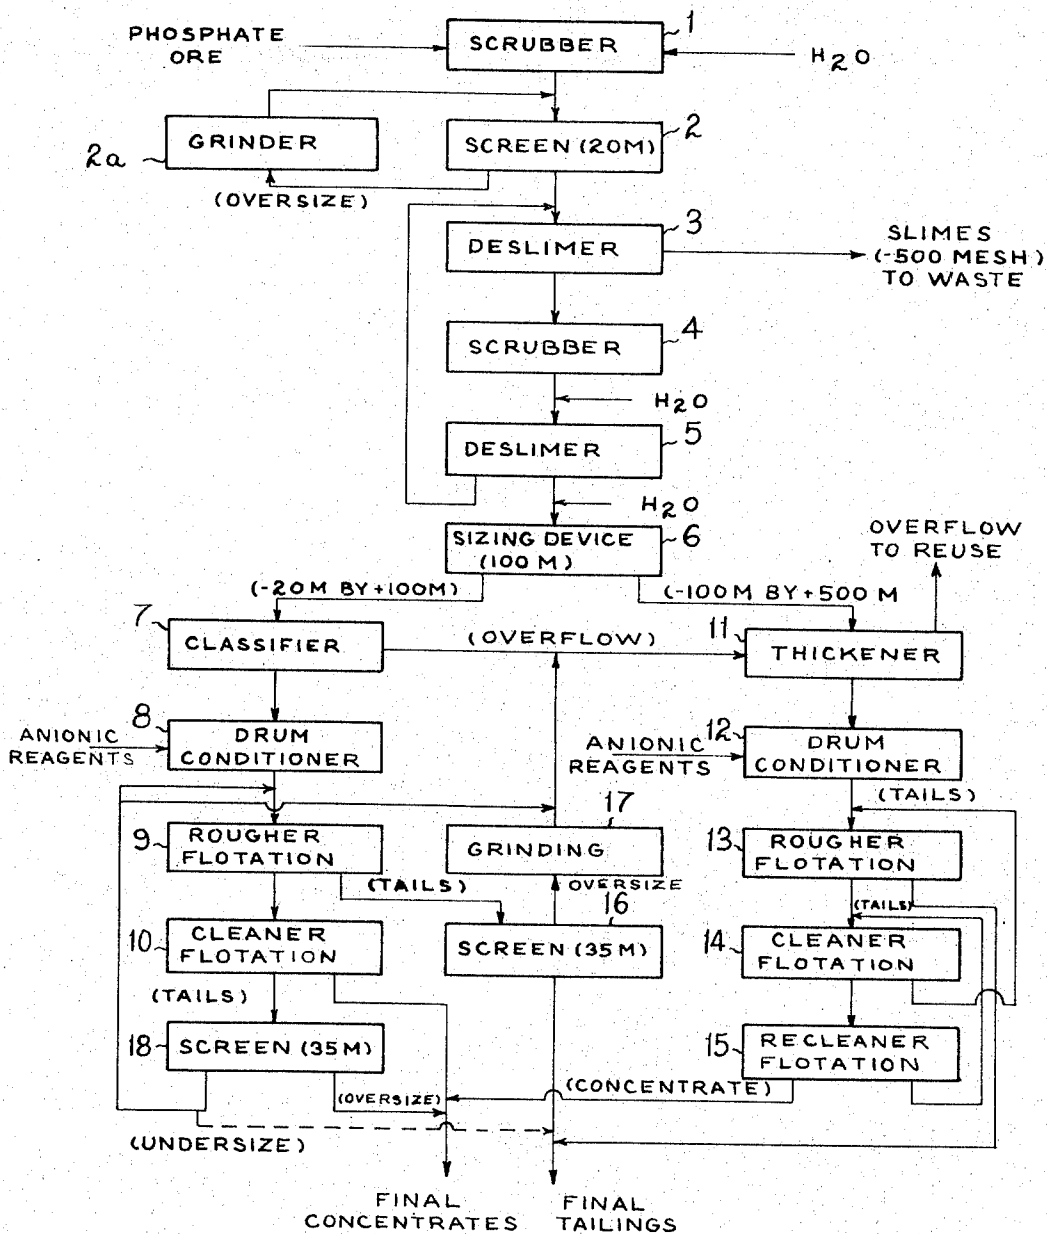 1
PHOSPHATE
ORE
SCRUBBER
H2O
2
GRINDER
SCREEN (20M)
2a
(OVERSIZE)
3
DESLIMER
SLIMES
(-500 MESH)
TO WASTE
4
SCRUBBER
H2O
5
DESLIMER
H2O
6
SIZING DEVICE
(100 M)
OVERFLOW
TO REUSE
(-20M BY+100M)
(-100M BY+500 M
7
CLASSIFIER
(OVERFLOW)
11
THICKENER
8
ANIONIC
REAGENTS
DRUM
CONDITIONER
12
ANIONIC
REAGENTS
DRUM
CONDITIONER
(TAILS)
9
ROUGHER
FLOTATION
17
GRINDING
13
ROUGHER
FLOTATION
(TAILS)
OVERSIZE
16
(TAILS)
10
CLEANER
FLOTATION
SCREEN (35M)
14
CLEANER
FLOTATION
(TAILS)
18
SCREEN (35M)
15
RECLEANER
FLOTATION
(CONCENTRATE)
(OVERSIZE)
(UNDERSIZE)
FINAL
CONCENTRATES
FINAL
TAILINGS